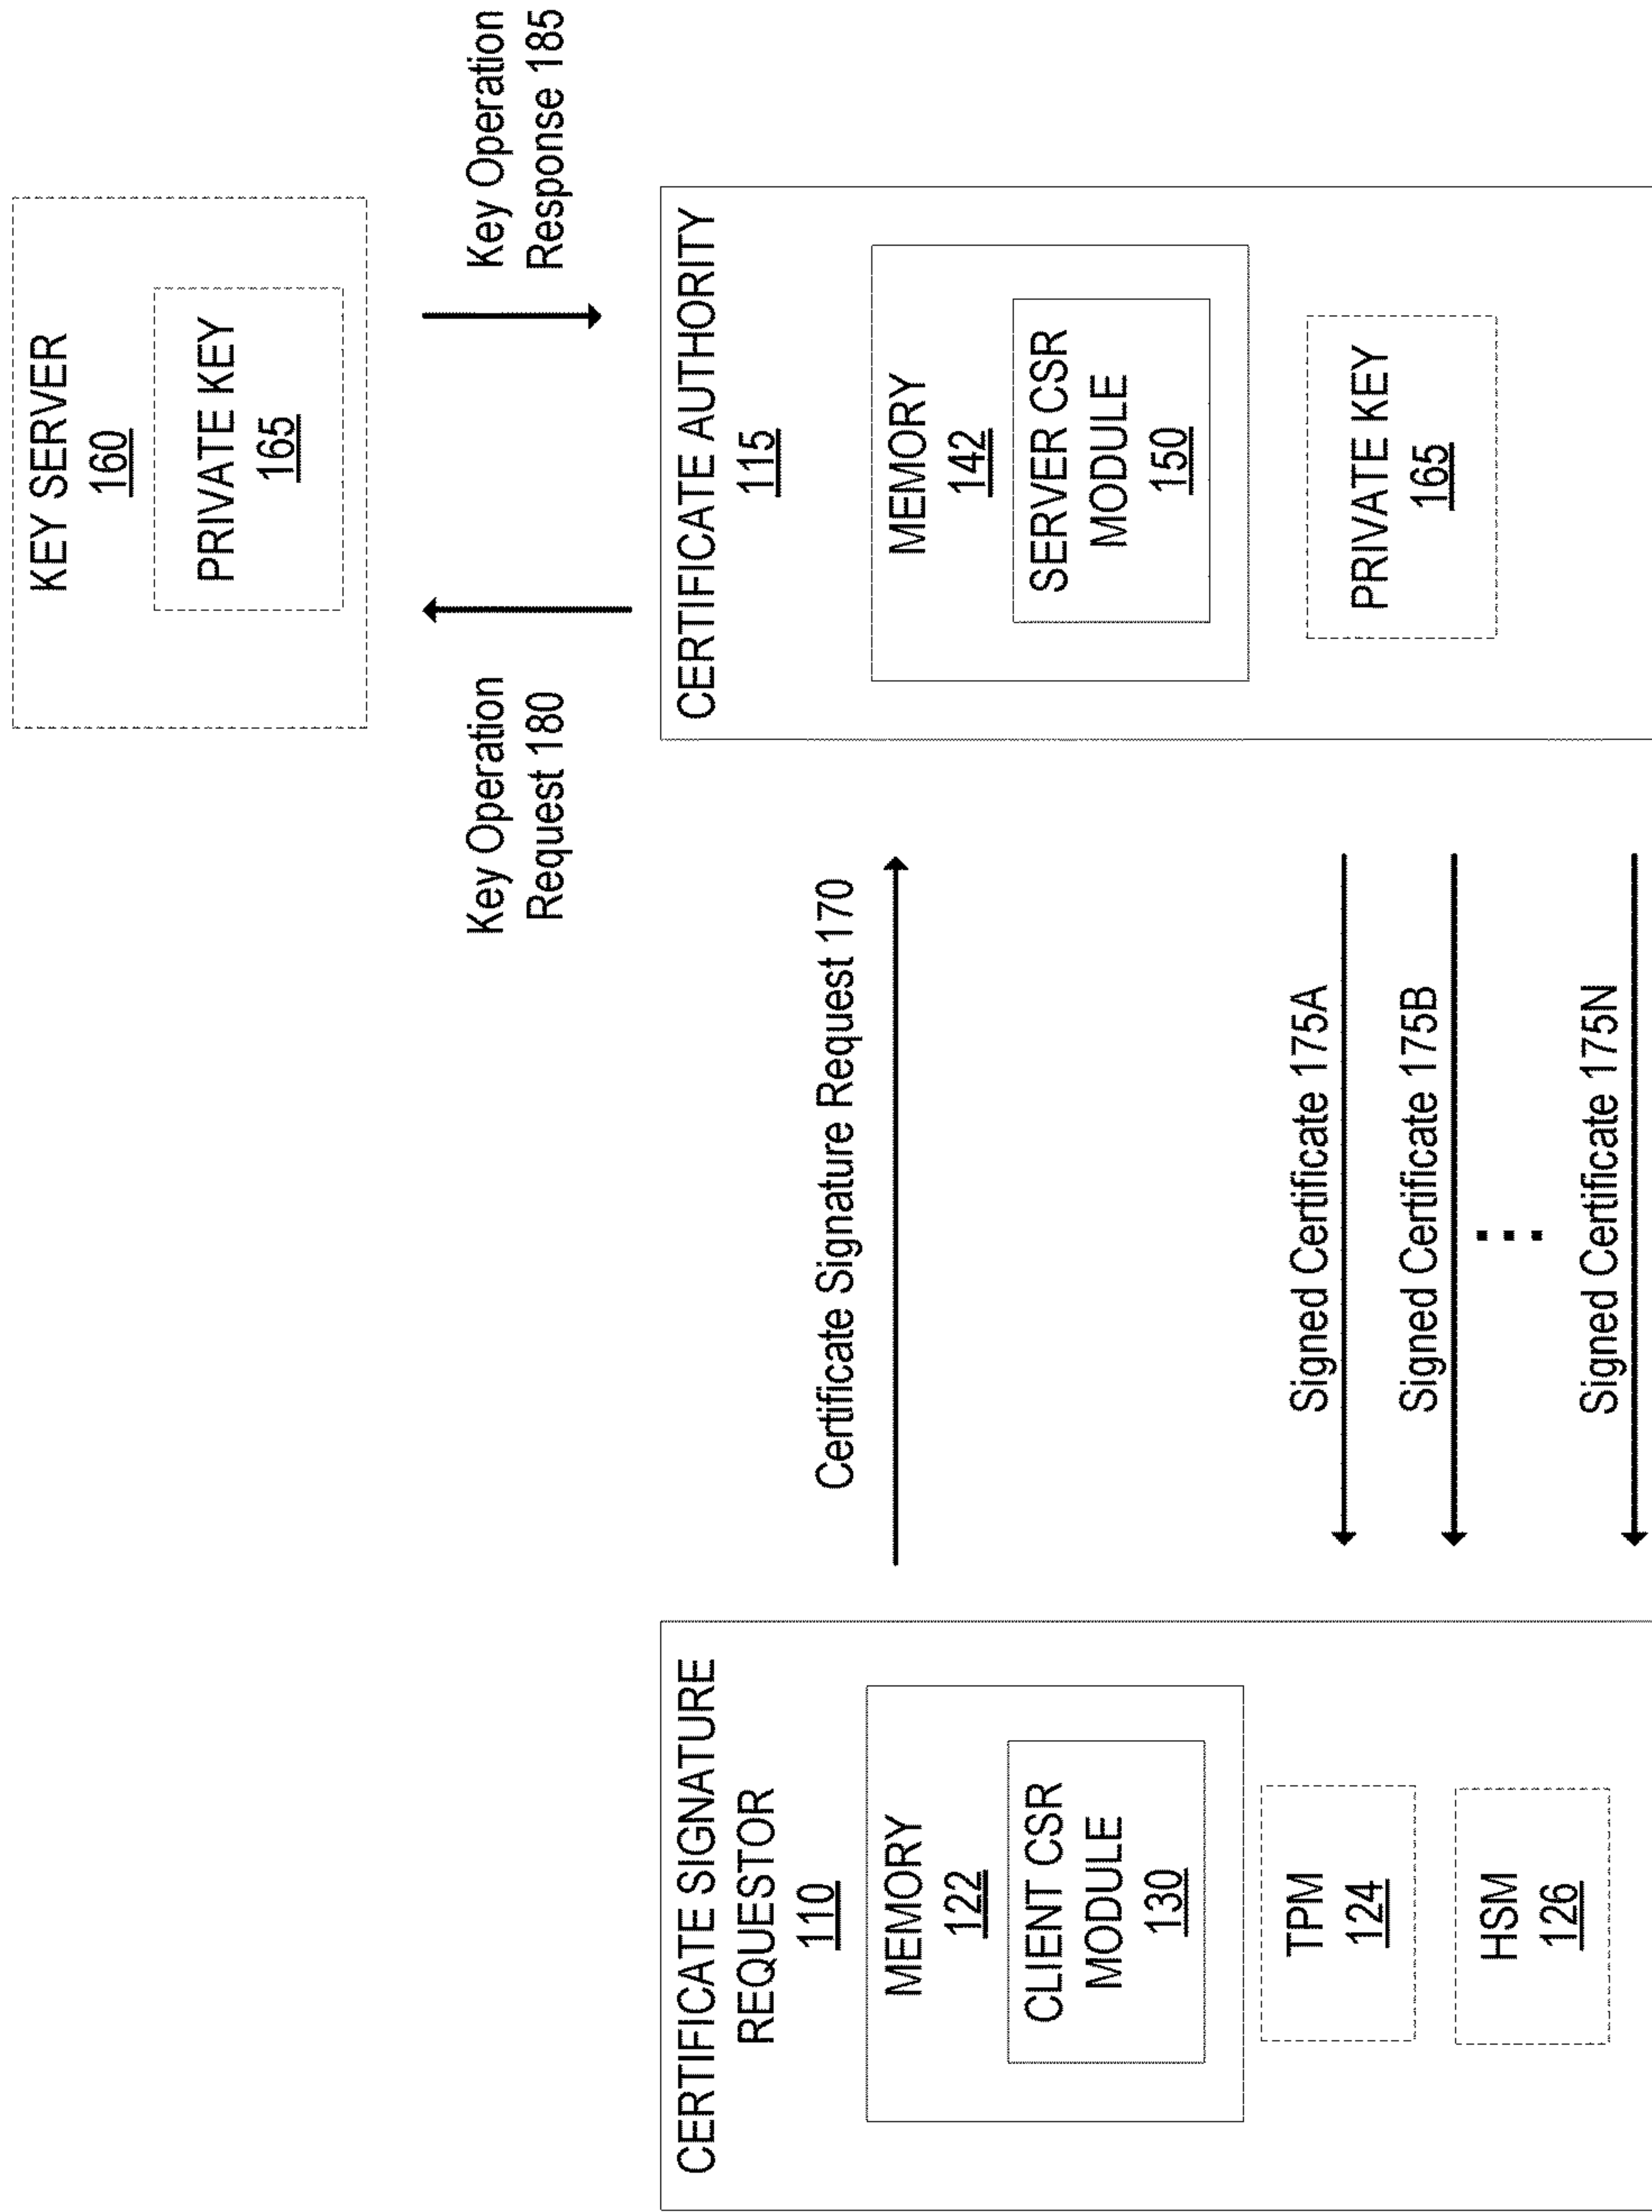 KEY SERVER
160
PRIVATE KEY
165
Key Operation
Request 180
Key Operation
Response 185
CERTIFICATE SIGNATURE
REQUESTOR
110
MEMORY
122
CLIENT CSR
MODULE
130
TPM
124
HSM
126
Certificate Signature Request 170
Signed Certificate 175A
Signed Certificate 175B
Signed Certificate 175N
CERTIFICATE AUTHORITY
115
MEMORY
142
SERVER CSR
MODULE
150
PRIVATE KEY
165